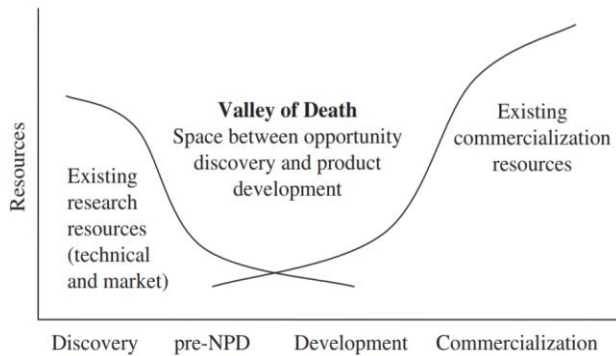 Resources
Valley of Death
Space between opportunity
discovery and product
development
Existing
commercialization
resources
Existing
research
resources
(technical
and market)
Discovery pre-NPD Development Commercialization